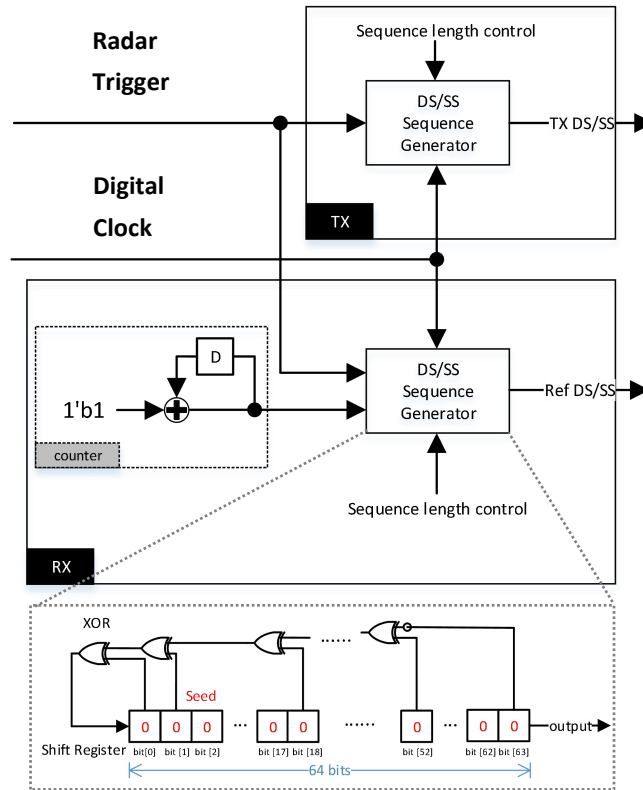 Radar
Trigger
Sequence length control
DS/SS
Sequence
Generator
TX DS/SS
TX
Digital
Clock
D
1'b1
counter
DS/SS
Sequence
Generator
Ref DS/SS
Sequence length control
RX
XOR
......
Seed
0 0 0 ... 0 0 ...... 0 ... 0 0
output
Shift Register
bit[0] bit [1] bit [2] bit [17] bit [18] bit [52] bit [62] bit [63]
64 bits